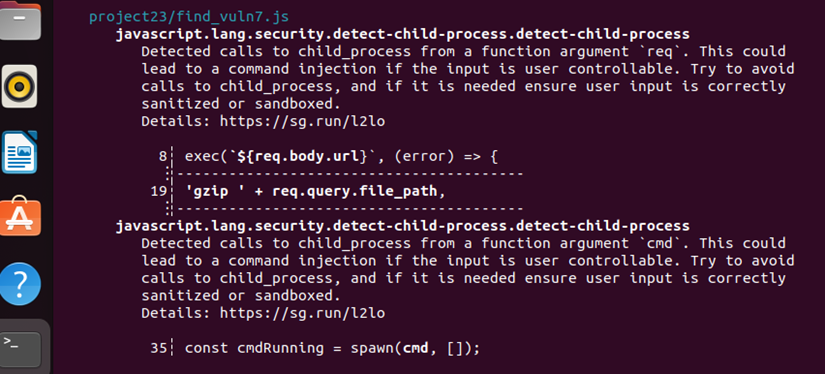 project23/find_vuln7.js
javascript.lang.security.detect-child-process.detect-child-process
Detected calls to child_process from a function argument `req`. This could
lead to a command injection if the input is user controllable. Try to avoid
calls to child_process, and if it is needed ensure user input is correctly
sanitized or sandboxed.
Details: https://sg.run/l2lo
8┆ exec(`${req.body.url}`, (error) => {
⋮┆----------------------------------------
19┆ 'gzip ' + req.query.file_path,
⋮┆----------------------------------------
javascript.lang.security.detect-child-process.detect-child-process
Detected calls to child_process from a function argument `cmd`. This could
lead to a command injection if the input is user controllable. Try to avoid
calls to child_process, and if it is needed ensure user input is correctly
sanitized or sandboxed.
Details: https://sg.run/l2lo
35┆ const cmdRunning = spawn(cmd, []);